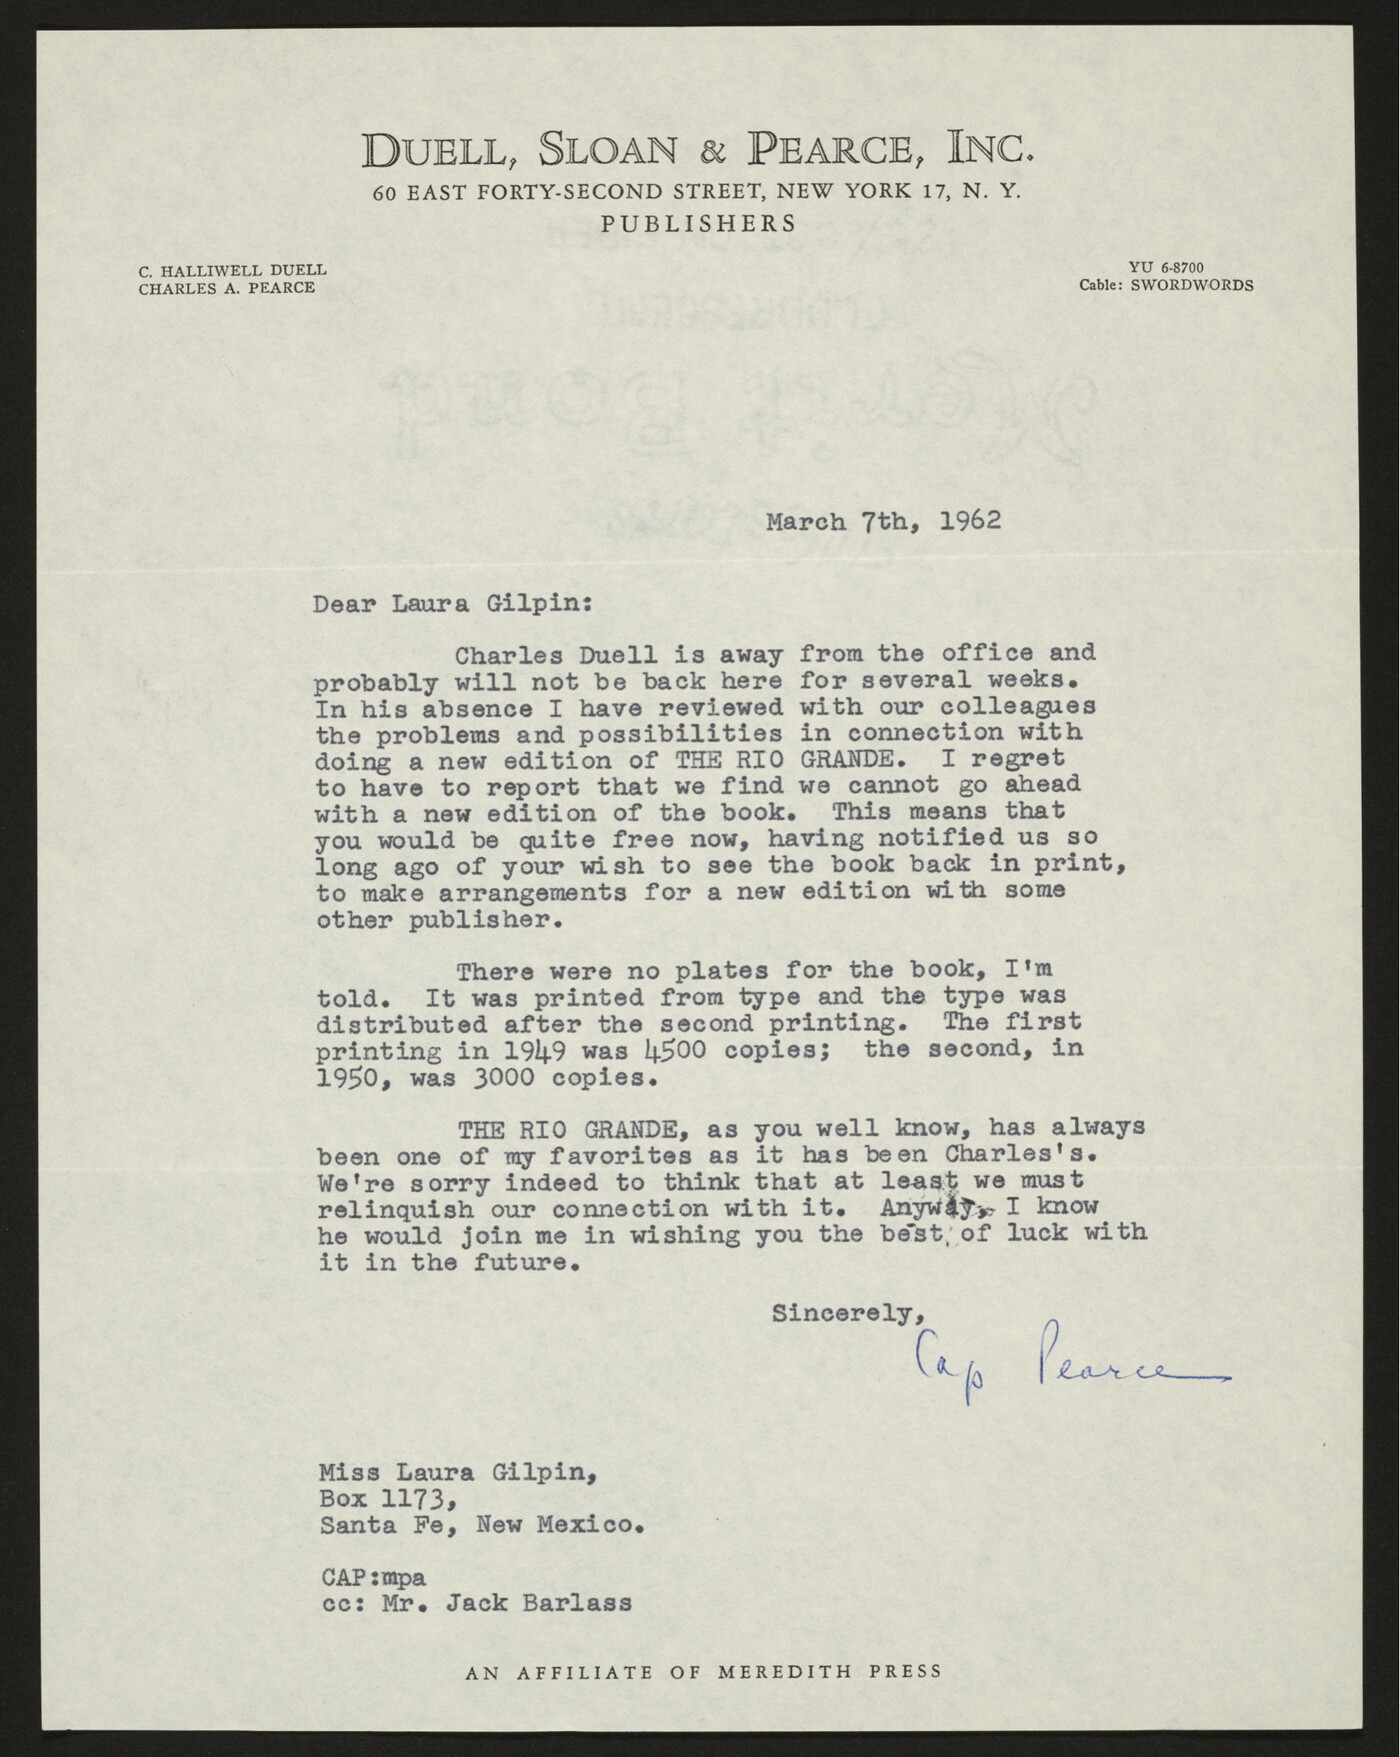 DUELL, SLOAN & PEARCE, INC.
60 EAST FORTY-SECOND STREET, NEW YORK 17, N. Y.
PUBLISHERS
C. HALLIWELL DUELL
CHARLES A. PEARCE
YU 6-8700
Cable: SWORDWORDS
March 7th, 1962
Dear Laura Gilpin:
Charles Duell is away from the office and
probably will not be back here for several weeks.
In his absence I have reviewed with our colleagues
the problems and possibilities in connection with
doing a new edition of THE RIO GRANDE. I regret
to have to report that we find we cannot go ahead
with a new edition of the book. This means that
you would be quite free now, having notified us so
long ago of your wish to see the book back in print,
to make arrangements for a new edition with some
other publisher.
There were no plates for the book, I'm
told. It was printed from type and the type was
distributed after the second printing. The first
printing in 1949 was 4500 copies; the second, in
1950, was 3000 copies.
THE RIO GRANDE, as you well know, has always
been one of my favorites as it has been Charles's.
We're sorry indeed to think that at least we must
relinquish our connection with it. Anyway, I know
he would join me in wishing you the best of luck with
it in the future.
Sincerely,
Cap Pearce
Miss Laura Gilpin,
Box 1173,
Santa Fe, New Mexico.
CAP:mpa
cc: Mr. Jack Barlass
AN AFFILIATE OF MEREDITH PRESS